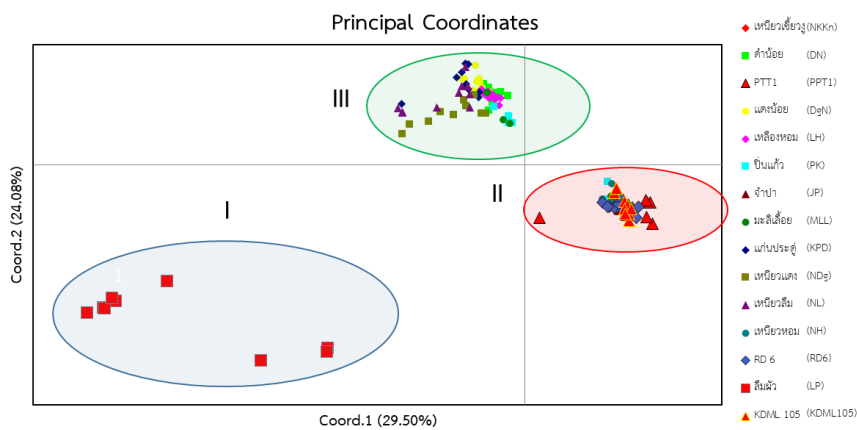 Principal Coordinates
III
II
I
1
Coord.2 (24.08%)
Coord.1 (29.50%)
เหนียวเขี้ยวงู (NKKn)
ดำน้อย (DN)
PTT1 (PPT1)
แดงน้อย (DgN)
เหลืองหอม (LH)
ปิ่นแก้ว (PK)
จำปา (JP)
มะลิเลื้อย (MLL)
แก่นประดู่ (KPD)
เหนียวแดง (NDg)
เหนียวลืม (NL)
เหนียวหอม (NH)
RD 6 (RD6)
ลืมผัว (LP)
KDML 105 (KDML105)